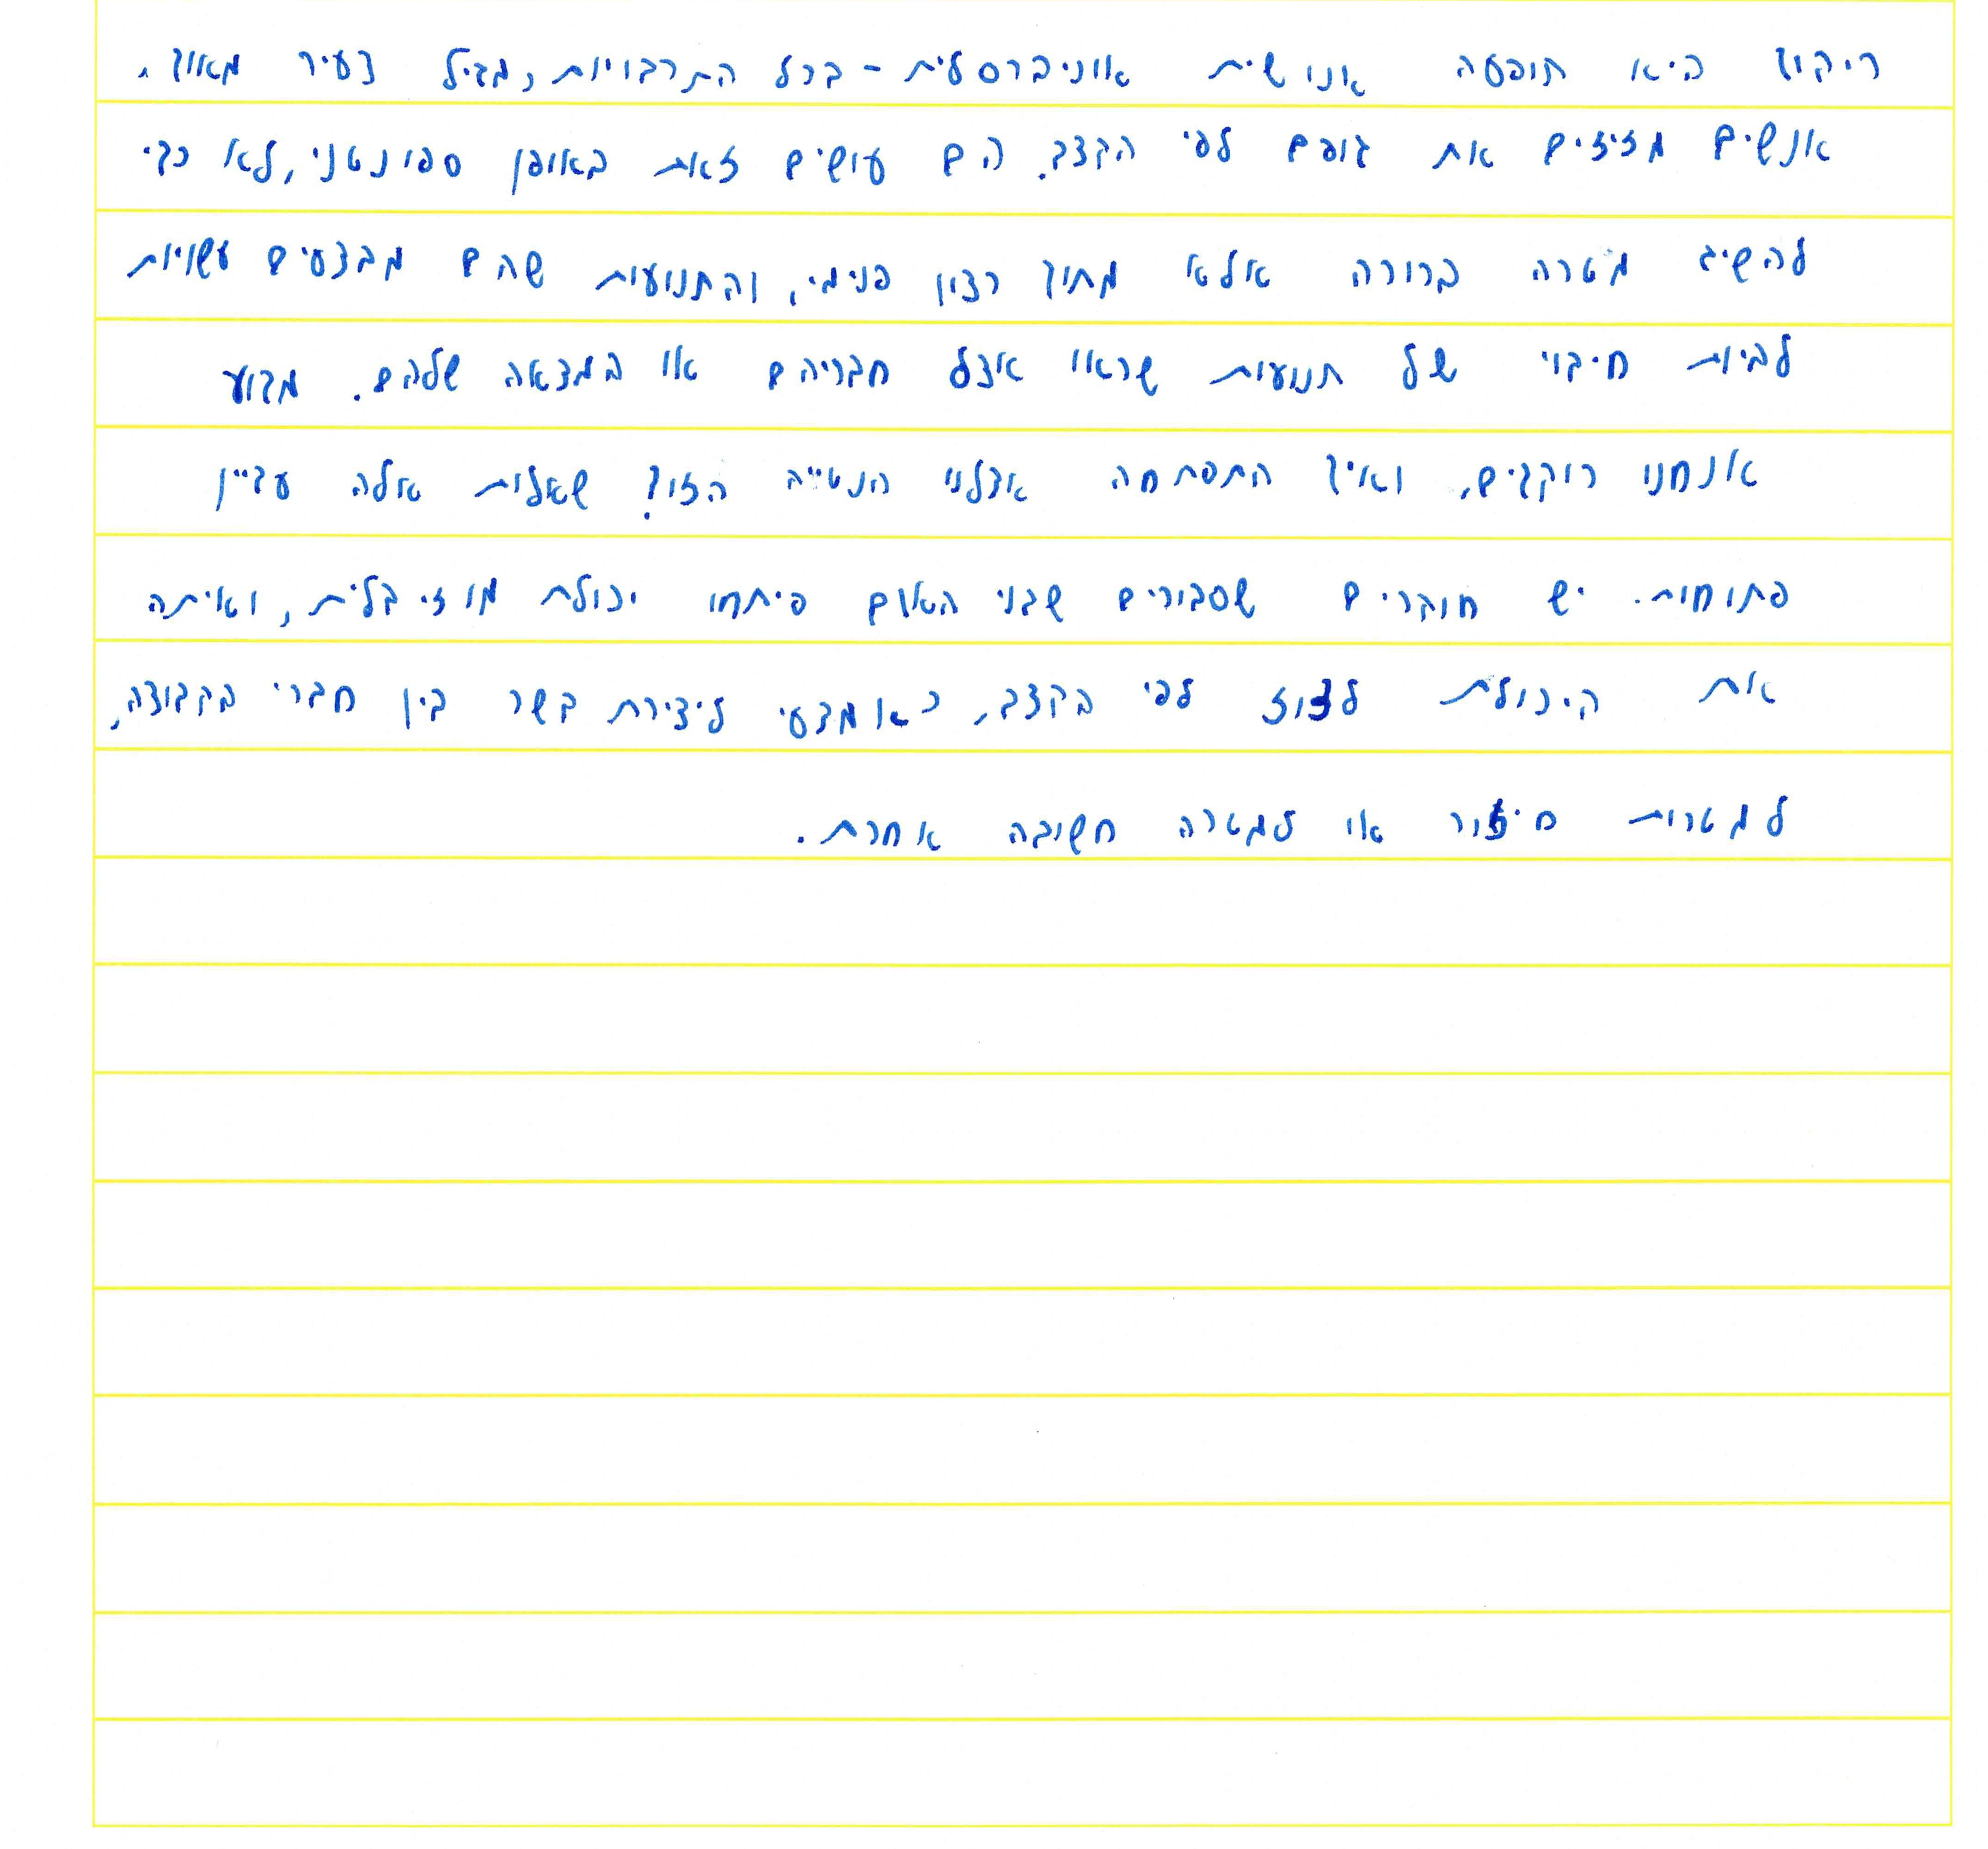 ריקוד היא תופעה אנושית אוניברסלית - בכל התרבויות, מגיל צעיר מאוד,
אנשים מזיזים את גופם לפי הקצב. הם עושים זאת באופן ספונטני, לא כדי
להשיג מטרה ברורה אלא מתוך רצון פנימי, והתנועות שהם מבצעים עשויות
להיות חיקוי של תנועות שראו אצל חבריהם או המצאה שלהם. מדוע
אנחנו רוקדים, ואיך התפתחה אצלנו הנטייה הזו? שאלות אלה עדיין
פתוחות. יש חוקרים שסבורים שבני האדם פיתחו יכולת מוזיקלית, ואיתה
את היכולת לזוז לפי הקצב, כאמצעי ליצירת קשר בין חברי הקבוצה,
למטרות חיזור או למטרה חשובה אחרת.